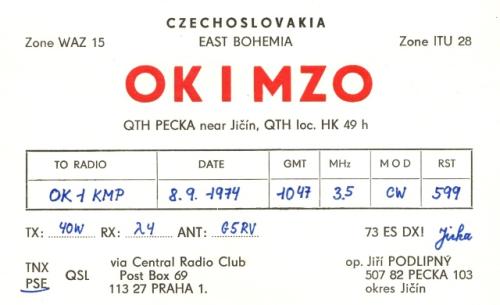 CZECHOSLOVAKIA
Zone WAZ 15 EAST BOHEMIA Zone ITU 28
OK1MZO
QTH PECKA near Jičín, QTH loc. HK 49 h
TO RADIO DATE GMT MHz MOD RST
OK1KMP 8.9.1974 1047 3.5 CW 599
TX: 40W RX: λ4 ANT: G5RV 73 ES DX! Jirka
TNX QSL via Central Radio Club op. Jiří PODLIPNÝ
PSE Post Box 69 507 82 PECKA 103
113 27 PRAHA 1. okres Jičín